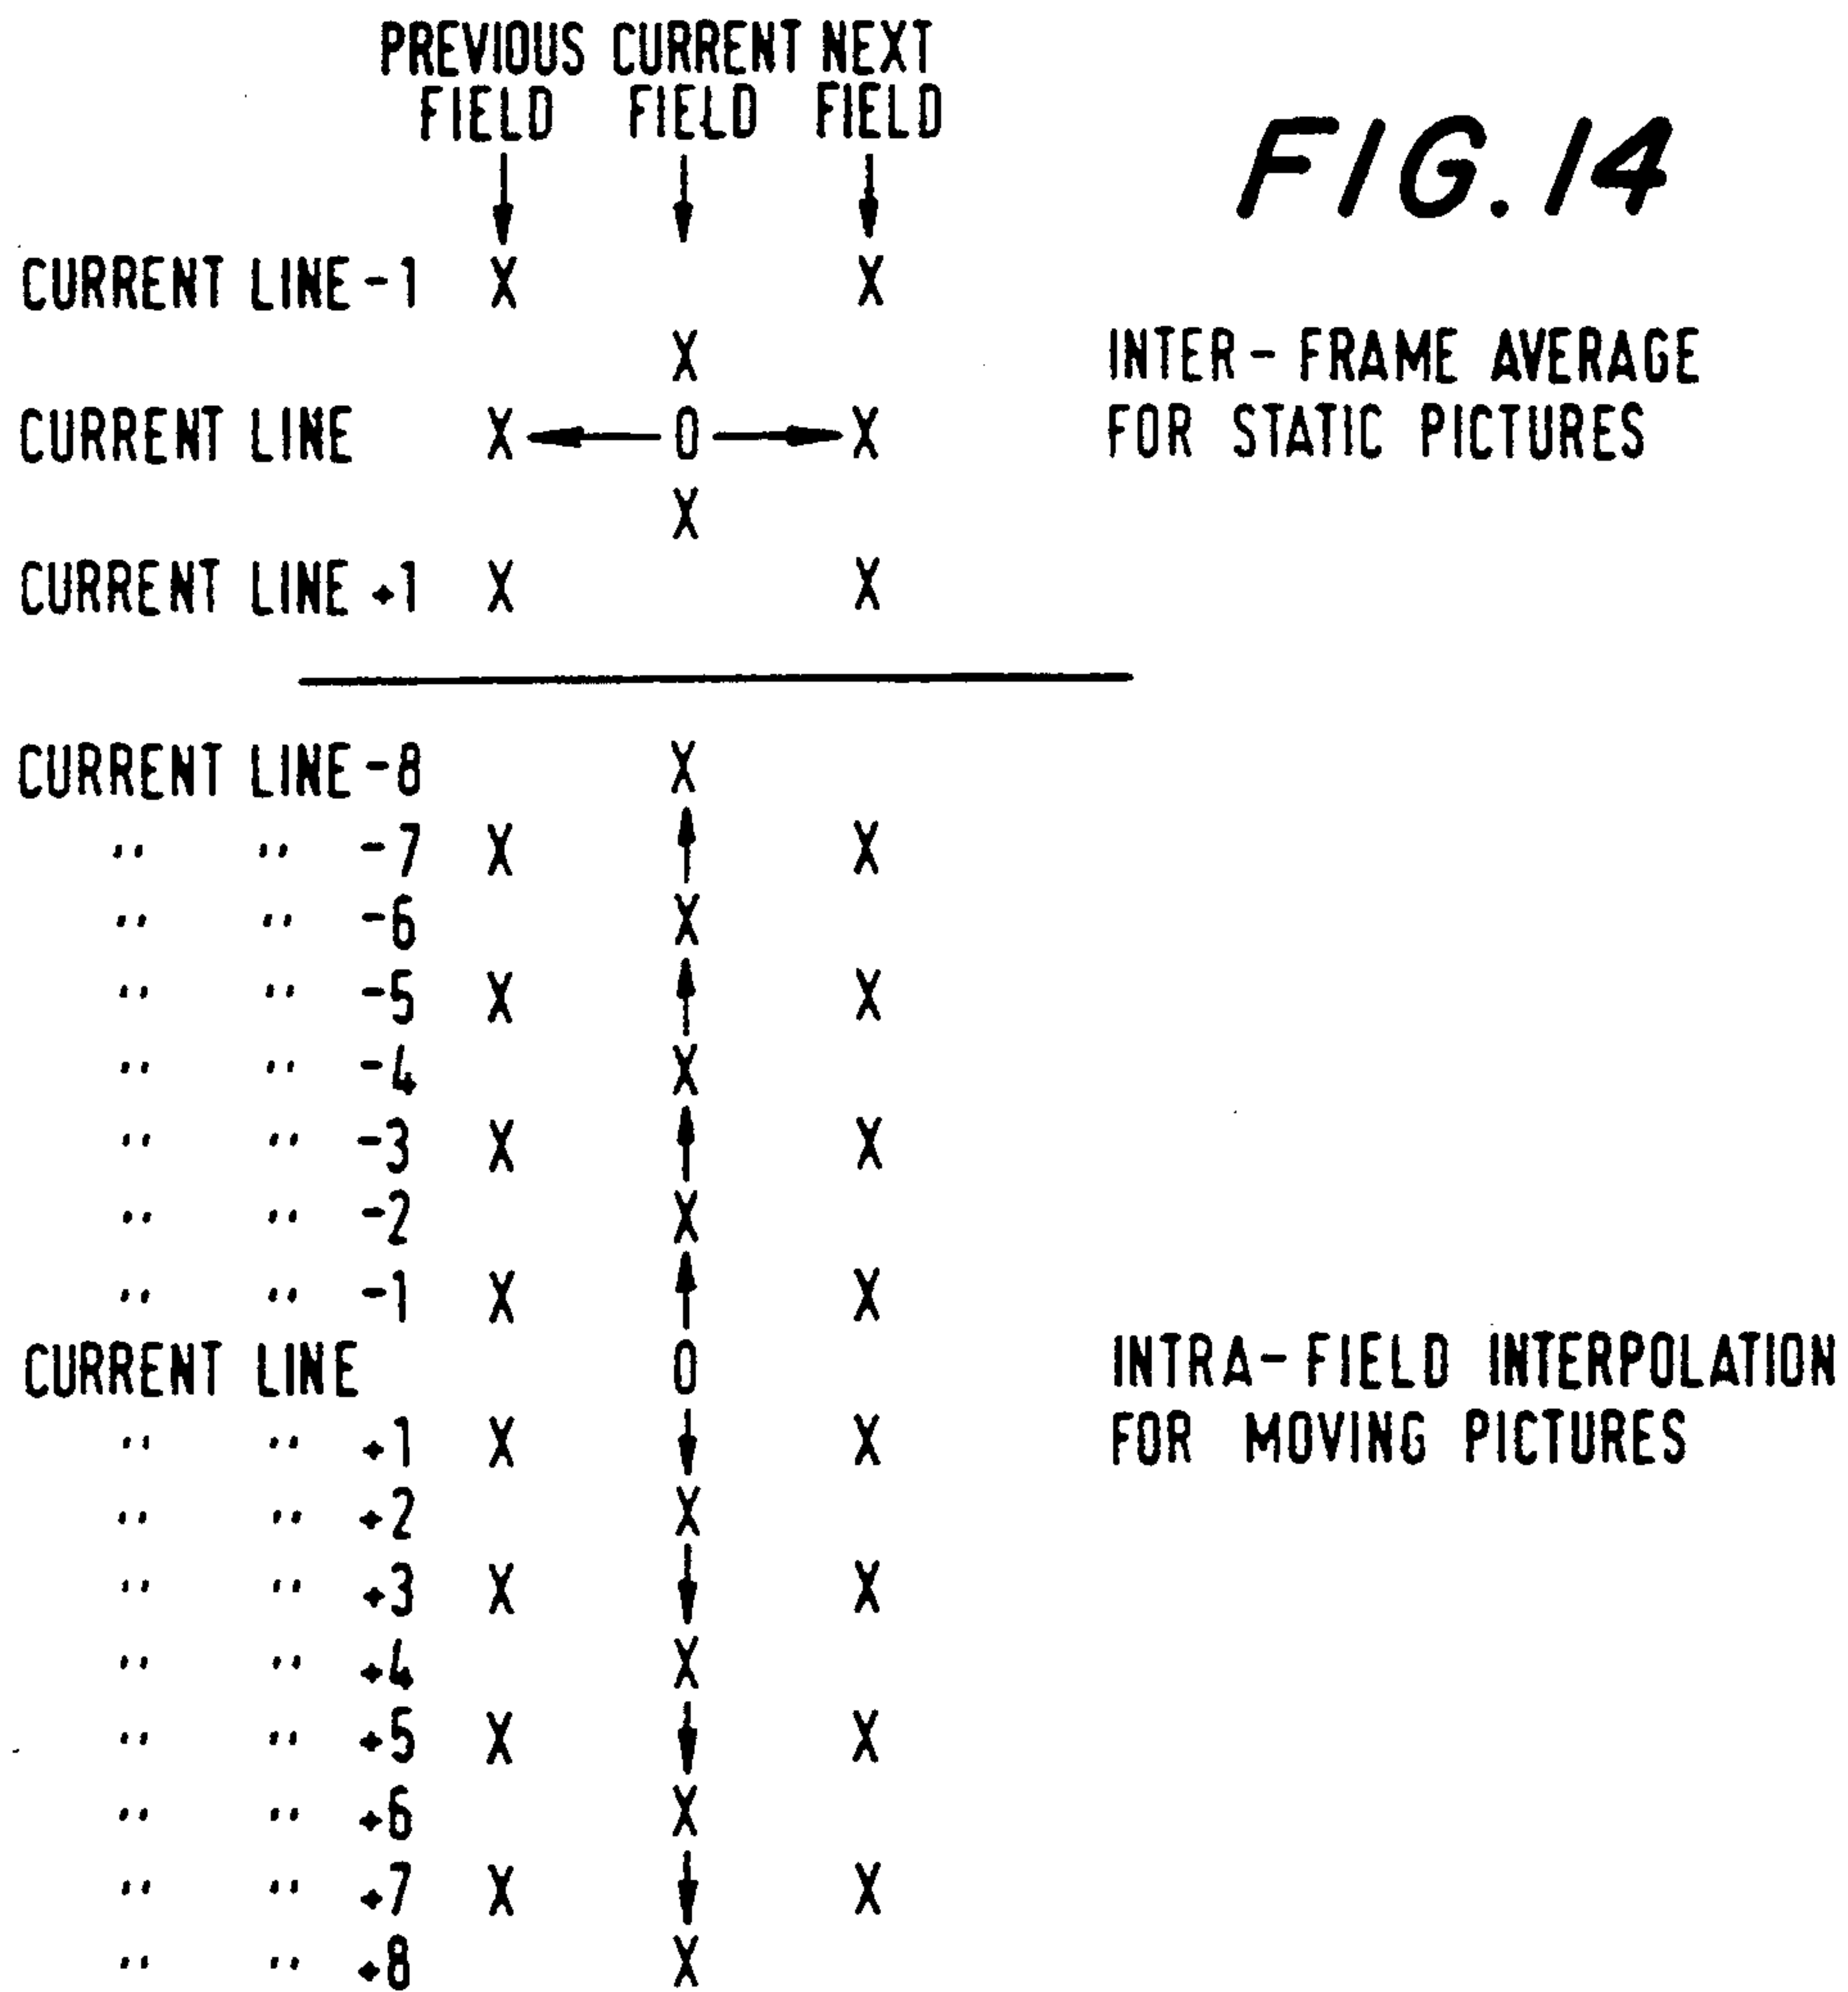 PREVIOUS CURRENT NEXT
FIELD FIELD FIELD
FIG. 14
CURRENT LINE -1 X X
X
INTER-FRAME AVERAGE
CURRENT LINE X O X
FOR STATIC PICTURES
X
CURRENT LINE +1 X X
CURRENT LINE -8 X
" " -7 X X
" " -6 X
" " -5 X X
" " -4 X
" " -3 X X
" " -2 X
" " -1 X X
CURRENT LINE O
INTRA-FIELD INTERPOLATION
FOR MOVING PICTURES
" " +1 X X
" " +2 X
" " +3 X X
" " +4 X
" " +5 X X
" " +6 X
" " +7 X X
" " +8 X